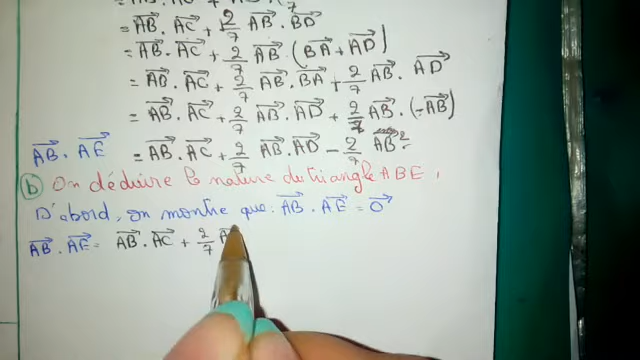 = AB. AC + 2/7 AB. BD
= AB. AC + 2/7 AB (BA + AD)
= AB. AC + 2/7 AB. BA + 2/7 AB. AD
= AB. AC + 2/7 AB. AD + 2/7 AB. (-AB)
AB. AE = AB. AC + 2/7 AB. AD - 2/7 AB²
b On déduire la nature du triangle ABE,
D'abord, on montre que: AB. AE = 0
AB. AE = AB. AC + 2/7